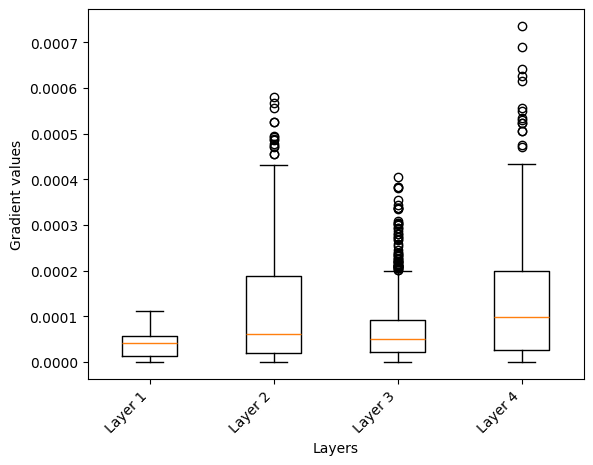 0.0007
0.0006
0.0005
0.0004
0.0003
0.0002
0.0001
0.0000
Gradient values
Layer 1
Layer 2
Layer 3
Layer 4
Layers